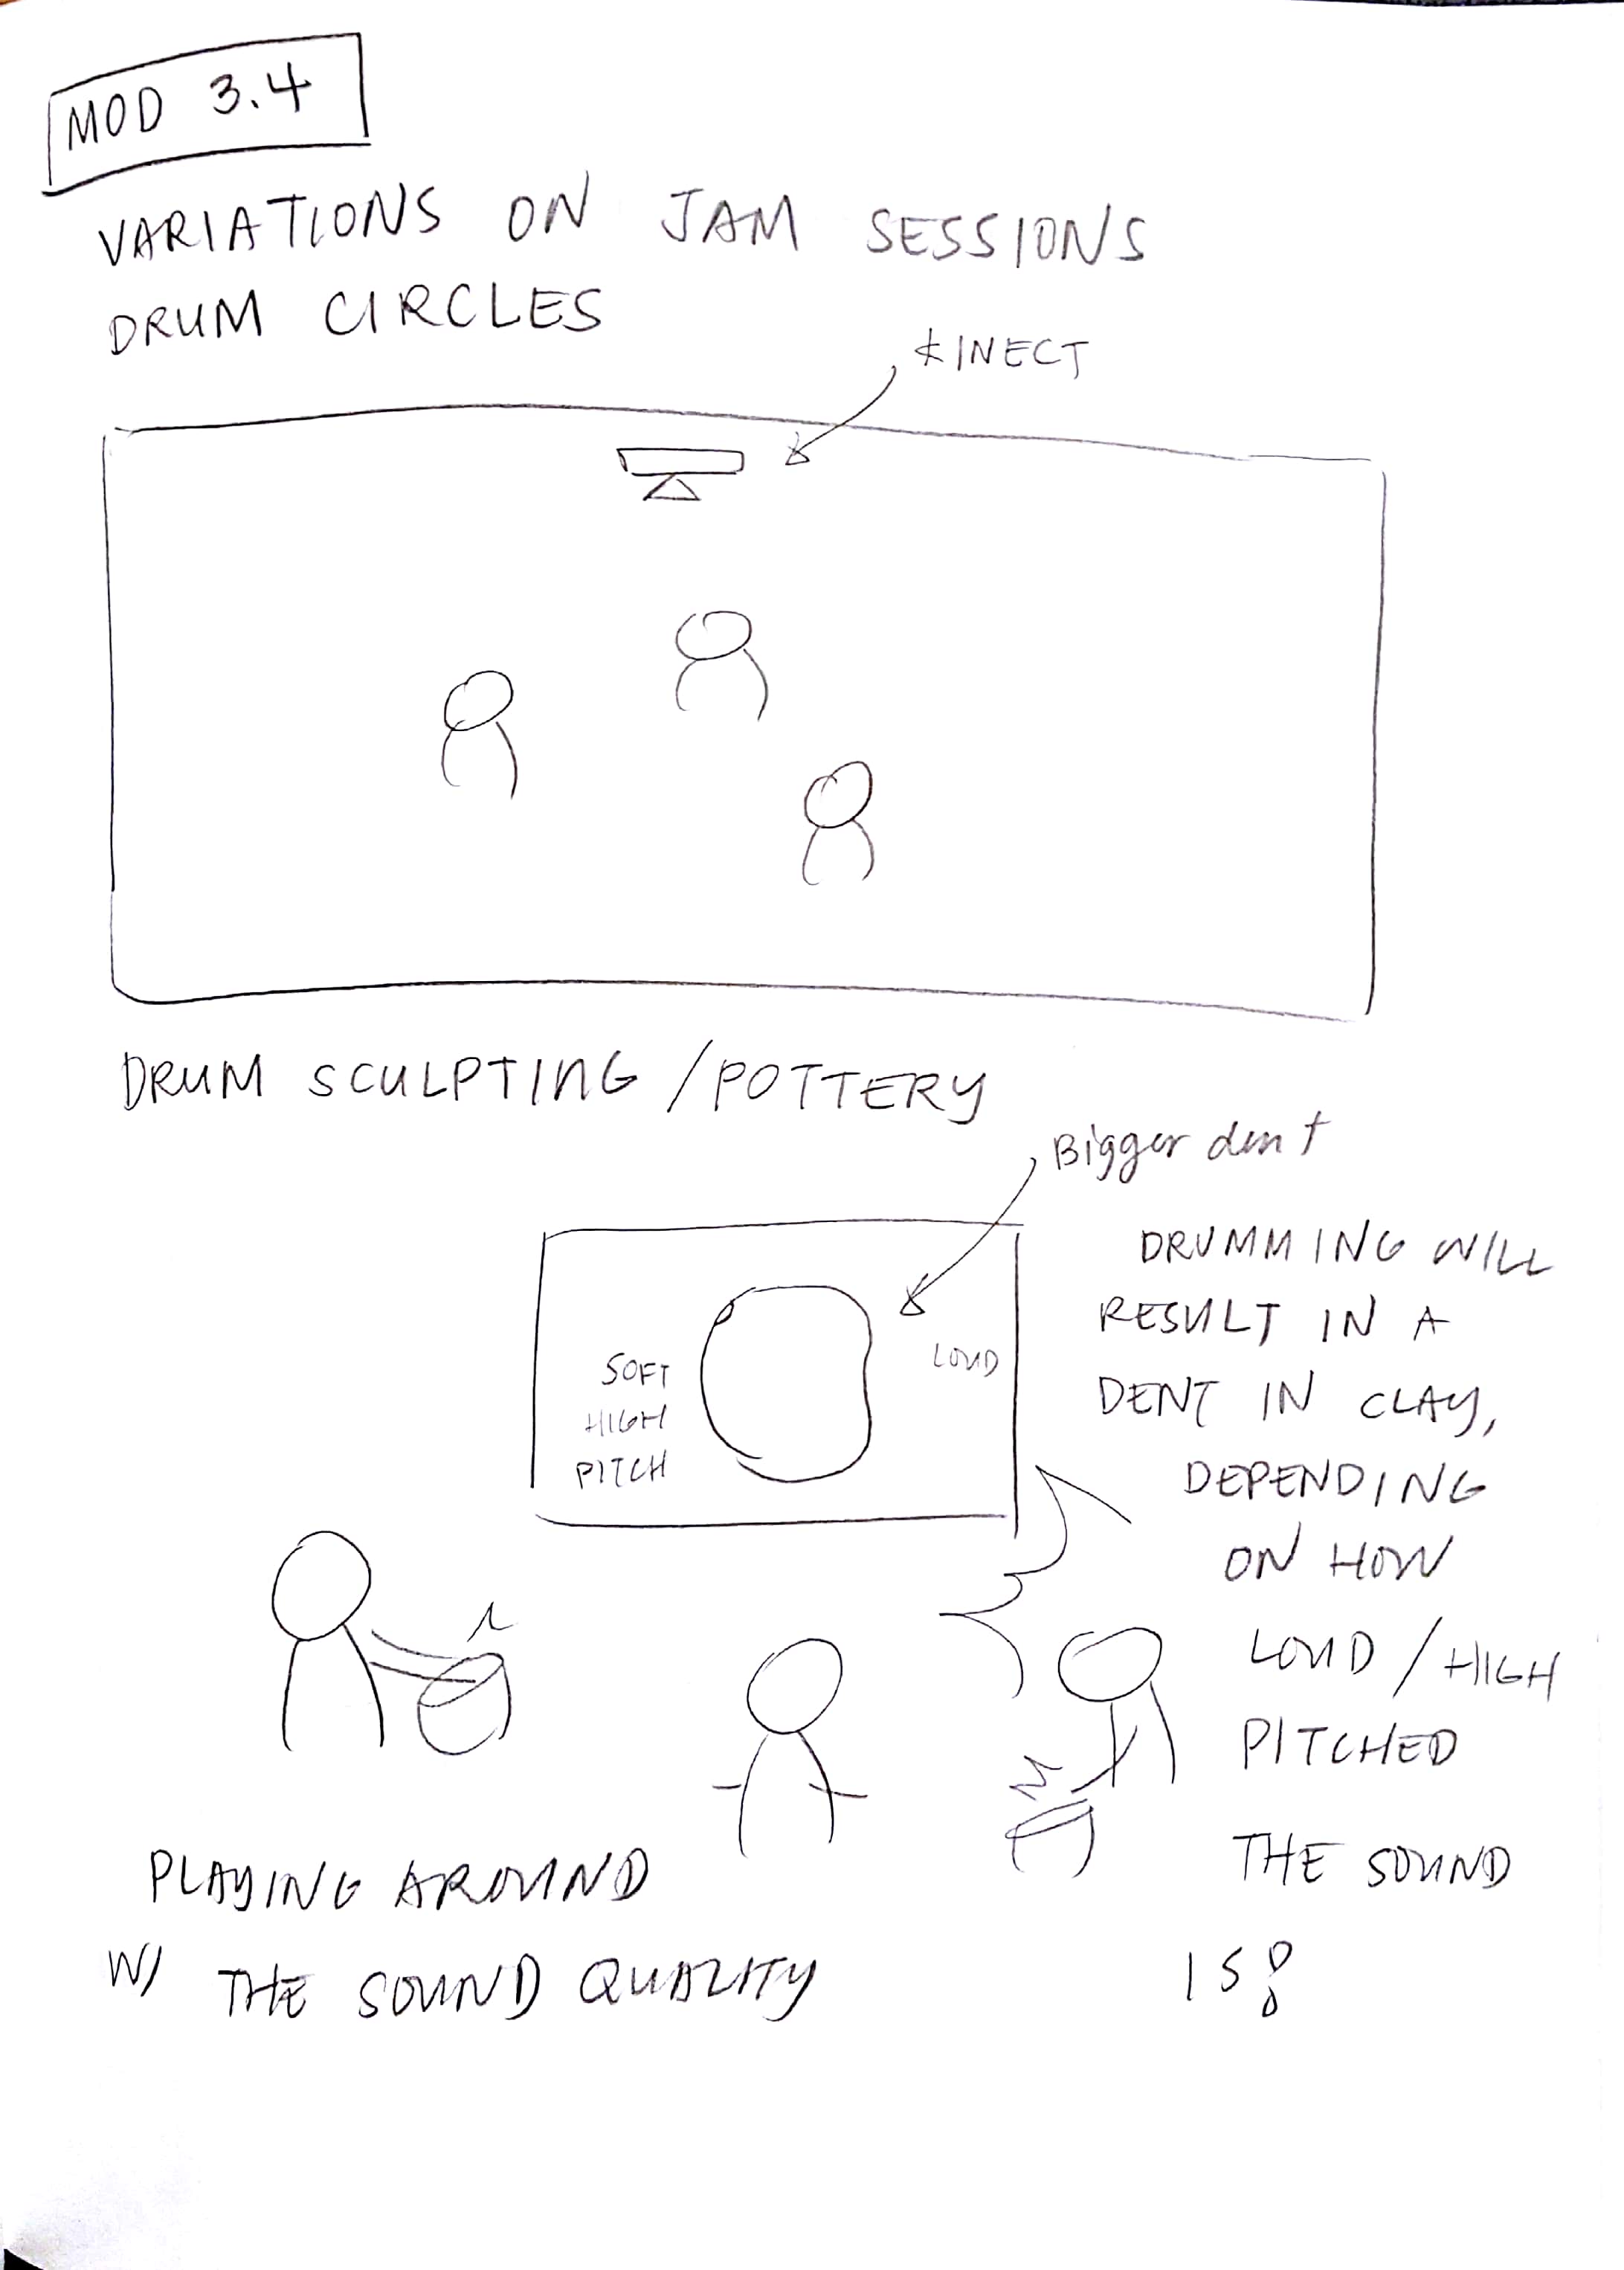 MOD 3.4
VARIATIONS ON JAM SESSIONS
DRUM CIRCLES
KINECT
DRUM SCULPTING / POTTERY
Bigger dent
SOFT
HIGH
PITCH
LOUD
DRUMMING WILL
RESULT IN A
DENT IN CLAY,
DEPENDING
ON HOW
LOUD / HIGH
PITCHED
THE SOUND
IS!
PLAYING AROUND
W/ THE SOUND QUALITY